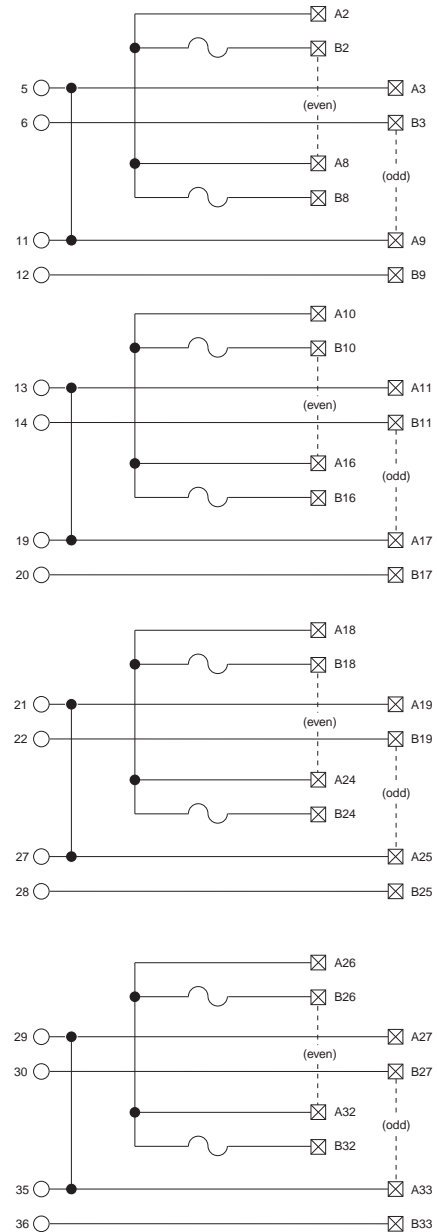 A2
B2
5 A3
(even)
6 B3
A8
(odd)
B8
11 A9
12 B9
A10
B10
13 A11
(even)
14 B11
A16
(odd)
B16
19 A17
20 B17
A18
B18
21 A19
(even)
22 B19
A24
(odd)
B24
27 A25
28 B25
A26
B26
29 A27
(even)
30 B27
A32
(odd)
B32
35 A33
36 B33